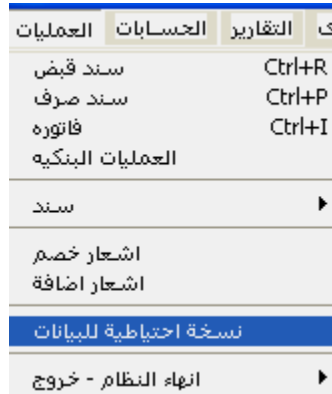 العمليات الحسابات التقارير ک
سند قبض Ctrl+R
سند صرف Ctrl+P
فاتوره Ctrl+I
العمليات البنكيه
سند
اشعار خصم
اشعار اضافة
نسخة احتياطية للبيانات
انهاء النظام - خروج